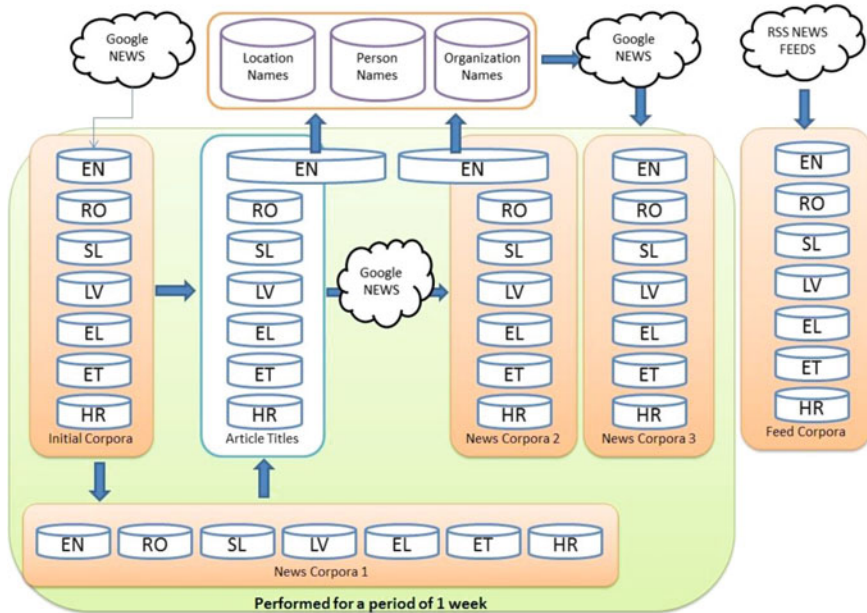 Google
NEWS
Location
Names
Person
Names
Organization
Names
Google
NEWS
RSS NEWS
FEEDS
EN
RO
SL
LV
EL
ET
HR
Initial Corpora
EN
RO
SL
LV
EL
ET
HR
Article Titles
Google
NEWS
EN
RO
SL
LV
EL
ET
HR
News Corpora 2
EN
RO
SL
LV
EL
ET
HR
News Corpora 3
EN
RO
SL
LV
EL
ET
HR
Feed Corpora
EN RO SL LV EL ET HR
News Corpora 1
Performed for a period of 1 week